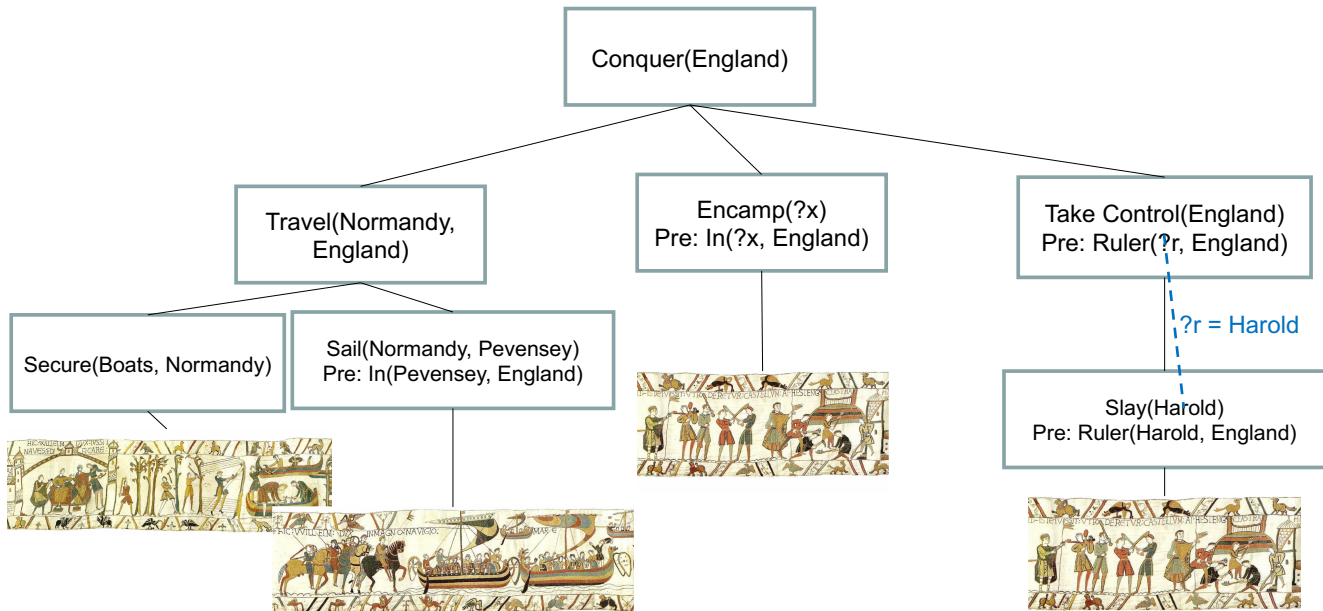 Conquer(England)
Travel(Normandy,
England)
Encamp(?x)
Pre: In(?x, England)
Take Control(England)
Pre: Ruler(?r, England)
?r = Harold
Secure(Boats, Normandy)
Sail(Normandy, Pevensey)
Pre: In(Pevensey, England)
Slay(Harold)
Pre: Ruler(Harold, England)